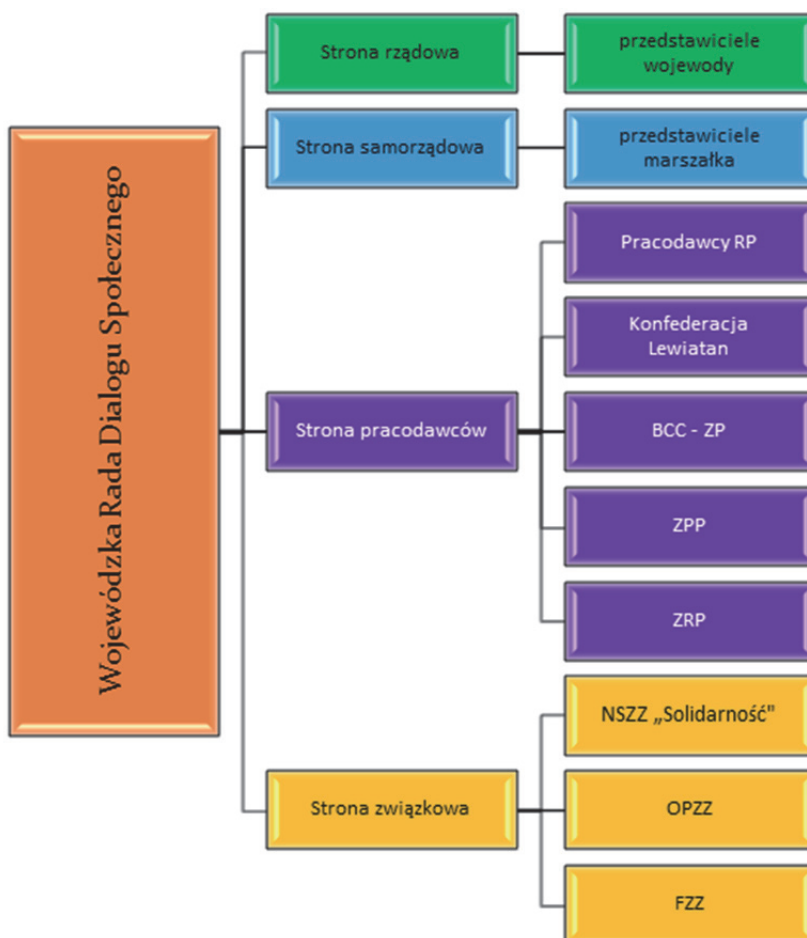 Wojewódzka Rada Dialogu Społecznego
Strona rządowa
przedstawiciele
wojewody
Strona samorządowa
przedstawiciele
marszałka
Strona pracodawców
Pracodawcy RP
Konfederacja
Lewiatan
BCC - ZP
ZPP
ZRP
Strona związkowa
NSZZ „Solidarność"
OPZZ
FZZ